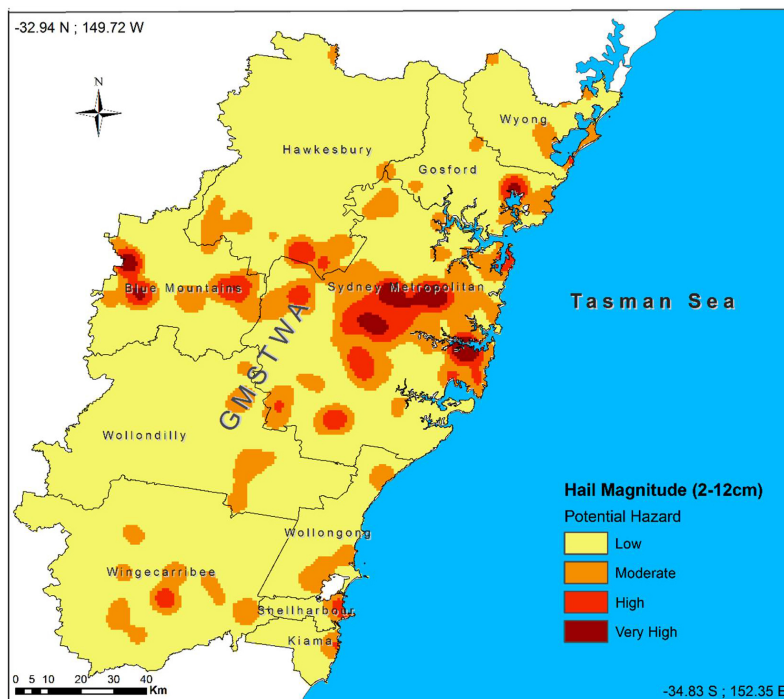 -32.94 N ; 149.72 W
N
Wyong
Hawkesbury
Gosford
Blue Mountains
Sydney Metropolitan
Tasman Sea
GMSTWA
Wollondilly
Hail Magnitude (2-12cm)
Potential Hazard
Low
Moderate
High
Very High
Wollongong
Wingecarribee
Shellharbour
Kiama
0 5 10 20 30 40
Km
-34.83 S ; 152.35 E